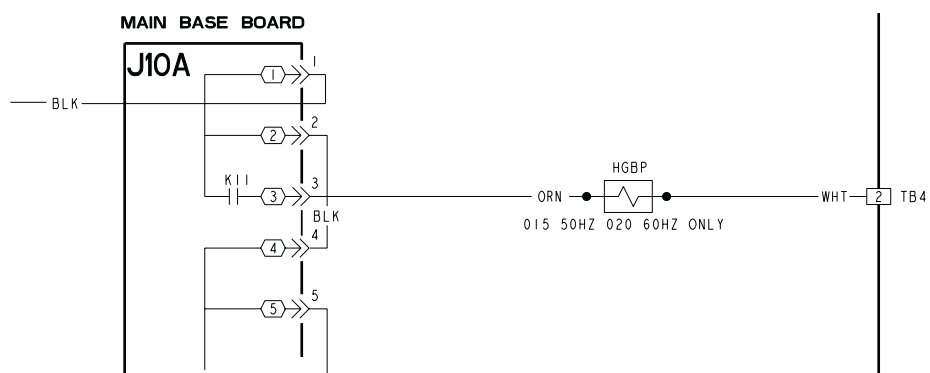 MAIN BASE BOARD
J10A
1
1
BLK
2
2
K11
3
3
HGBP
ORN
WHT
2
TB4
BLK
015 50HZ 020 60HZ ONLY
4
4
5
5